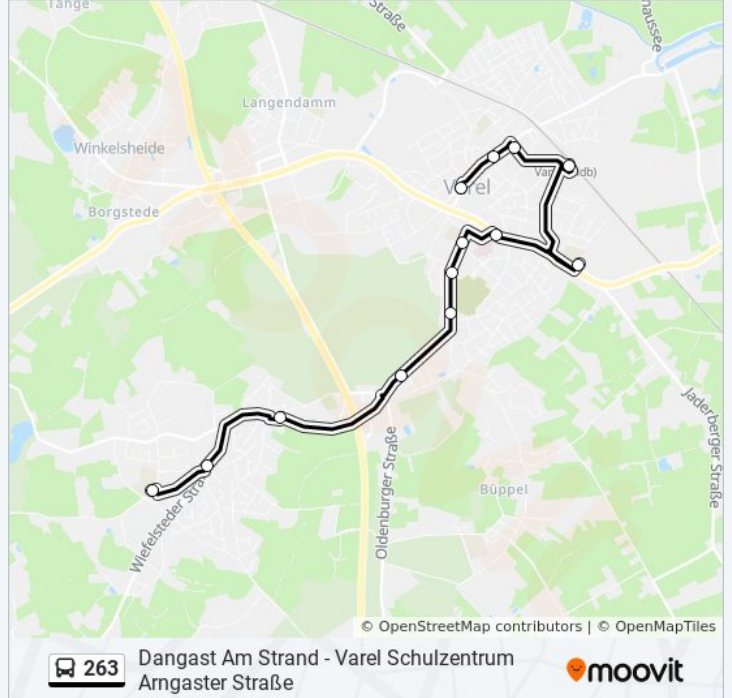 Tange
Straße
haussee
Langendamm
Winkelsheide
Varel
Borgstede
Jaderberger Straße
Oldenburger Straße
Büppel
Wiefelsteder
© OpenStreetMap contributors | © OpenMapTiles
263
Dangast Am Strand - Varel Schulzentrum
Arngaster Straße
moovit